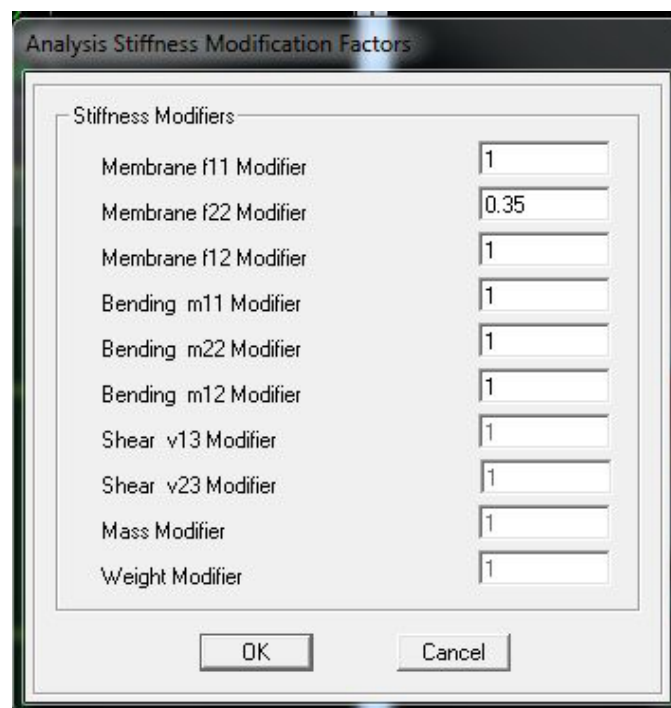 Analysis Stiffness Modification Factors
Stiffness Modifiers
Membrane f11 Modifier 1
Membrane f22 Modifier 0.35
Membrane f12 Modifier 1
Bending m11 Modifier 1
Bending m22 Modifier 1
Bending m12 Modifier 1
Shear v13 Modifier 1
Shear v23 Modifier 1
Mass Modifier 1
Weight Modifier 1
OK Cancel